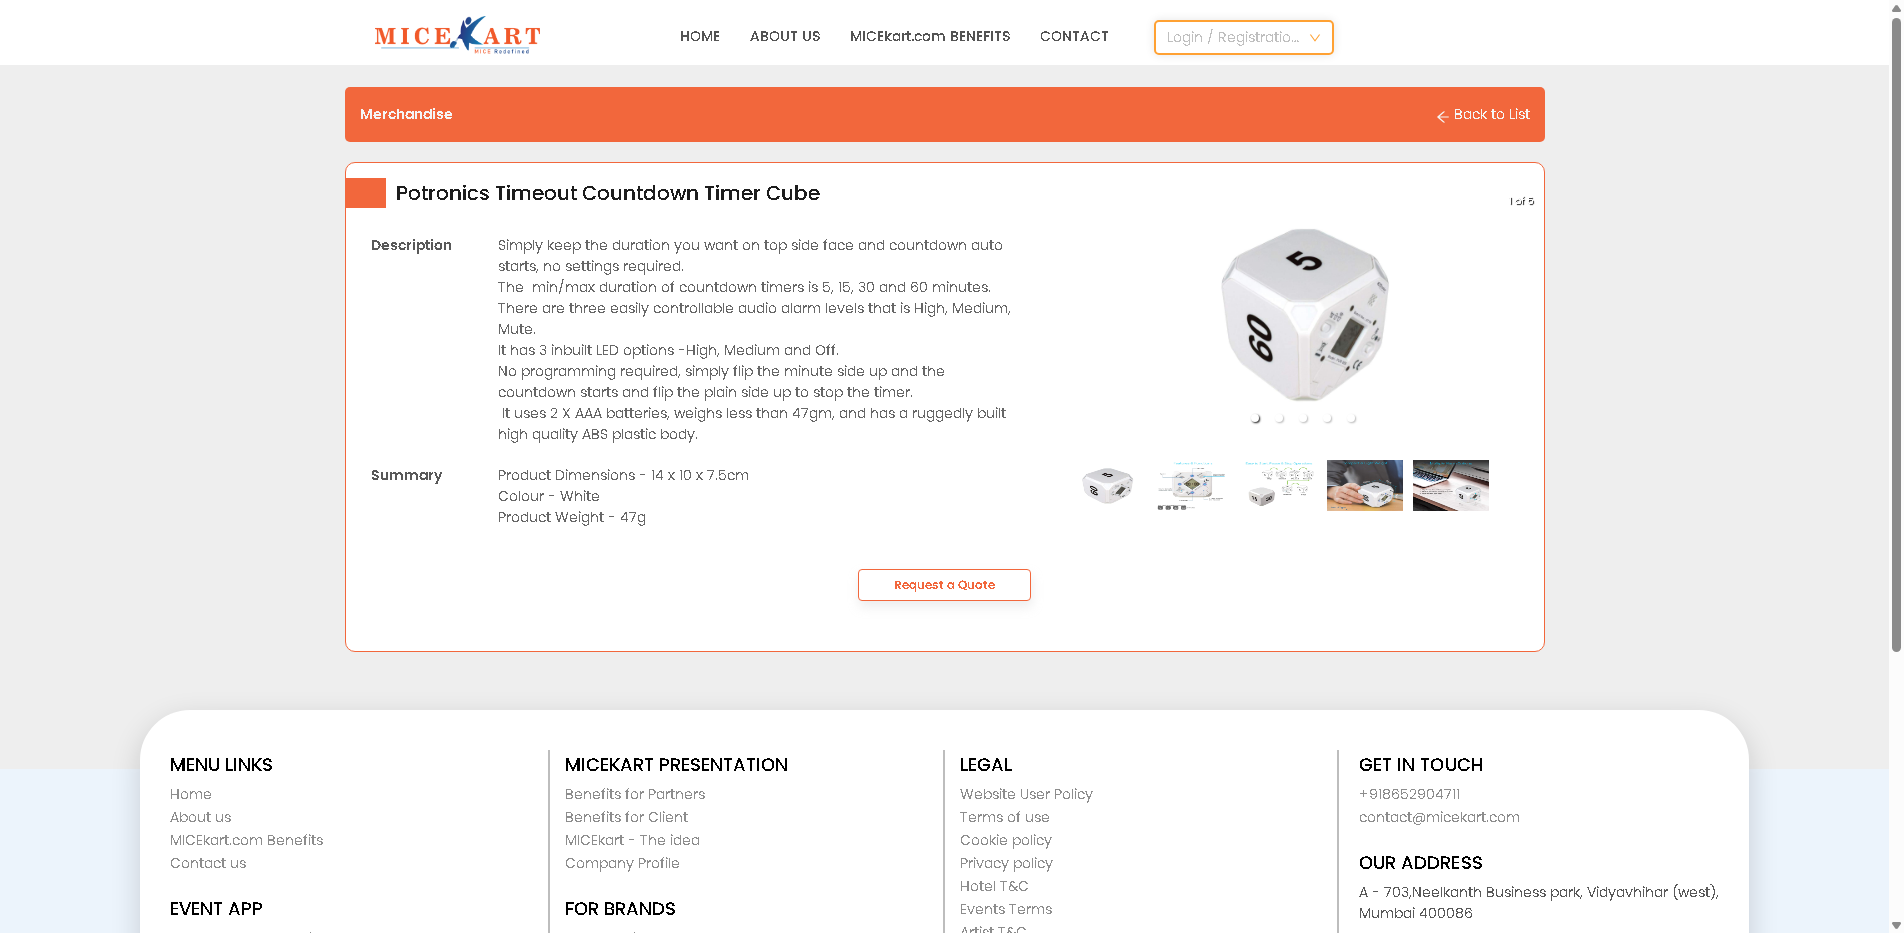 MICEKART
MICE Redefined
HOME
ABOUT US
MICEkart.com BENEFITS
CONTACT
Login / Registratio...
Merchandise
Back to List
Potronics Timeout Countdown Timer Cube
1 of 5
Description
Simply keep the duration you want on top side face and countdown auto
starts, no settings required.
The  min/max duration of countdown timers is 5, 15, 30 and 60 minutes.
There are three easily controllable audio alarm levels that is High, Medium,
Mute.
It has 3 inbuilt LED options -High, Medium and Off.
No programming required, simply flip the minute side up and the
countdown starts and flip the plain side up to stop the timer.
It uses 2 X AAA batteries, weighs less than 47gm, and has a ruggedly built
high quality ABS plastic body.
5
60
Summary
Product Dimensions - 14 x 10 x 7.5cm
Colour - White
Product Weight - 47g
Request a Quote
MENU LINKS
Home
About us
MICEkart.com Benefits
Contact us
EVENT APP
MICEKART PRESENTATION
Benefits for Partners
Benefits for Client
MICEkart - The idea
Company Profile
FOR BRANDS
LEGAL
Website User Policy
Terms of use
Cookie policy
Privacy policy
Hotel T&C
Events Terms
Artist T&C
GET IN TOUCH
+918652904711
contact@micekart.com
OUR ADDRESS
A - 703,Neelkanth Business park, Vidyavhihar (west),
Mumbai 400086